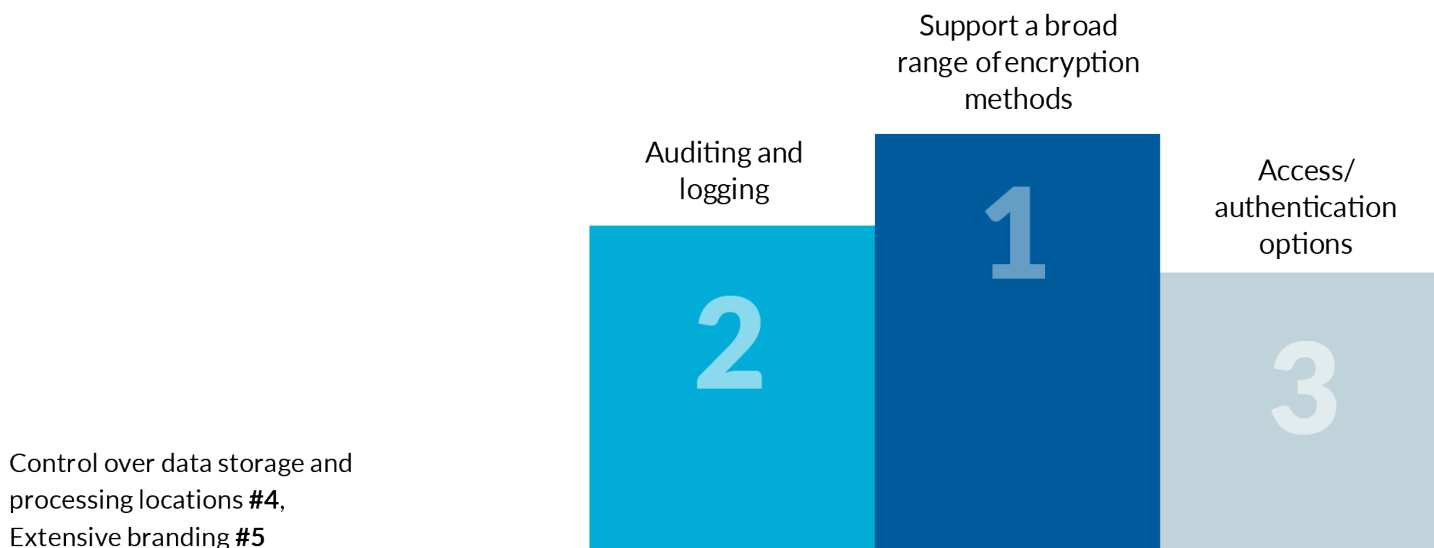 Support a broad
range of encryption
methods
1
Auditing and
logging
2
Access/
authentication
options
3
Control over data storage and
processing locations #4,
Extensive branding #5